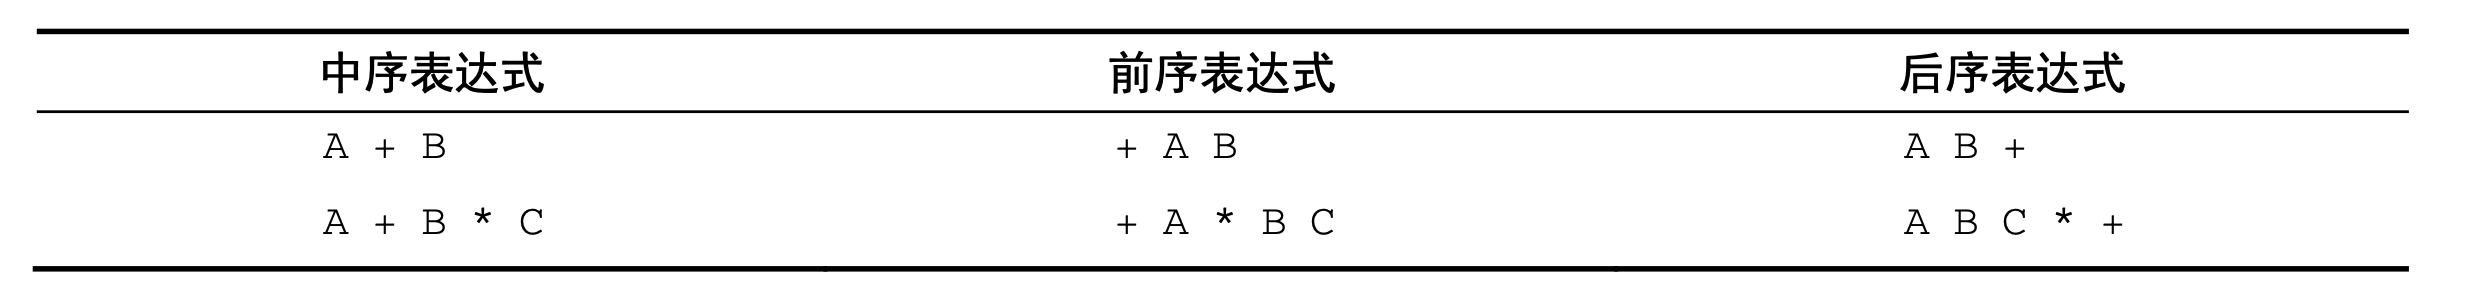 中序表达式 前序表达式 后序表达式
A + B + A B A B +
A + B * C + A * B C A B C * +